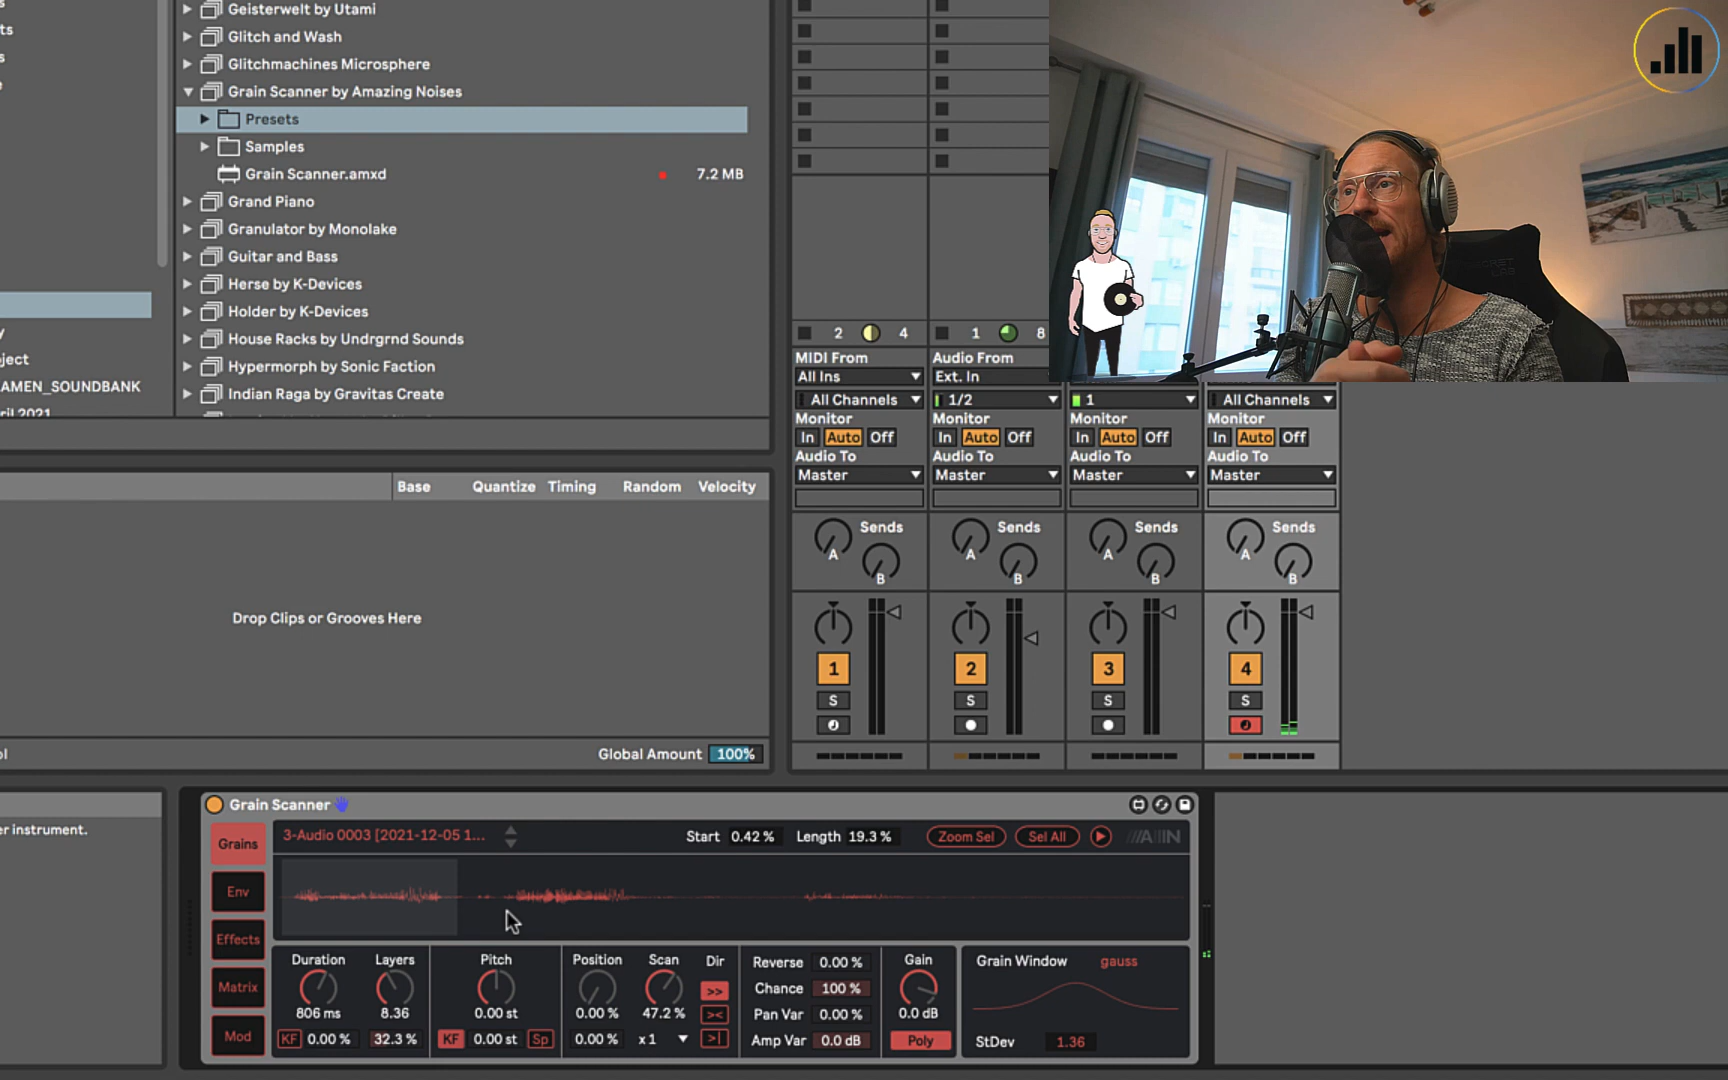 ts
s
e
y
ject
AMEN_SOUNDBANK
ril 2021
Geisterwelt by Utami
Glitch and Wash
Glitchmachines Microsphere
Grain Scanner by Amazing Noises
Presets
Samples
Grain Scanner.amxd 7.2 MB
Grand Piano
Granulator by Monolake
Guitar and Bass
Herse by K-Devices
Holder by K-Devices
House Racks by Undrgrnd Sounds
Hypermorph by Sonic Faction
Indian Raga by Gravitas Create
2 4 1 8
MIDI From Audio From
All Ins Ext. In
All Channels 1/2 1 All Channels
Monitor Monitor Monitor Monitor
In Auto Off In Auto Off In Auto Off In Auto Off
Audio To Audio To Audio To Audio To
Master Master Master Master
Sends Sends Sends Sends
A A A A
B B B B
1 2 3 4
S S S S
Base Quantize Timing Random Velocity
Drop Clips or Grooves Here
ol Global Amount 100%
er instrument.
Grain Scanner
Grains
Env
Effects
Matrix
Mod
3-Audio 0003 [2021-12-05 1... Start 0.42 % Length 19.3 % Zoom Sel Sel All
Duration Layers Pitch Position Scan Dir
806 ms 8.36 0.00 st 0.00 % 47.2 %
KF 0.00 % 32.3 % KF 0.00 st Sp 0.00 % x 1
>>
><
>|
Reverse 0.00 %
Chance 100 %
Pan Var 0.00 %
Amp Var 0.0 dB
Gain
0.0 dB
Poly
Grain Window gauss
StDev 1.36